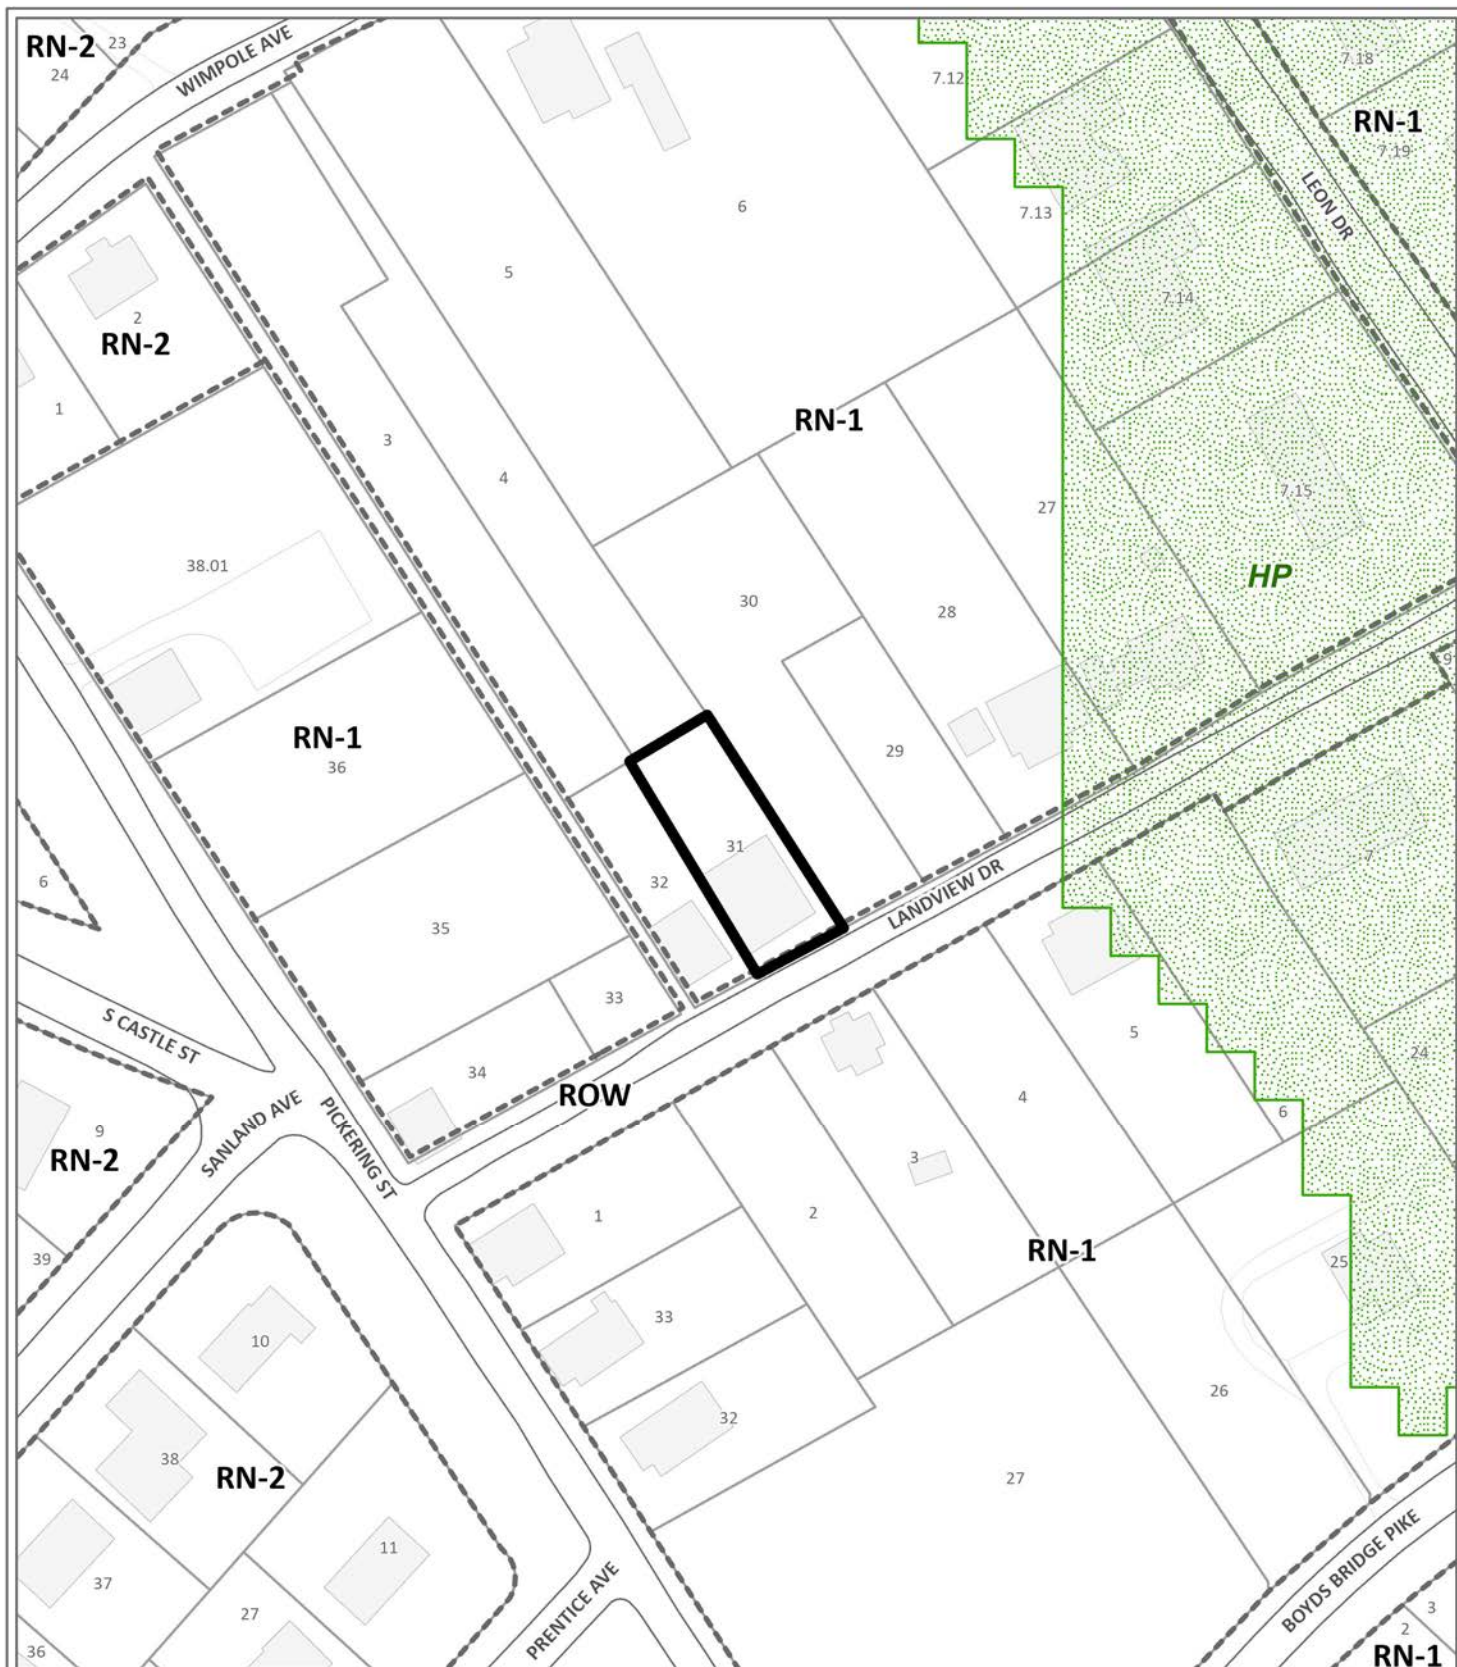 RN-2
23
24
WIMPOLE AVE
7.12
7.18
RN-1
7.19
6
7.13
LEON DR
5
2
RN-2
7.14
1
3
RN-1
4
27
7.15
38.01
HP
30
28
9
RN-1
36
29
31
32
6
LANDVIEW DR
7
35
33
S CASTLE ST
5
24
34
ROW
4
SANLAND AVE
PICKERING ST
6
9
RN-2
3
1
2
39
RN-1
25
33
10
26
32
38
RN-2
27
11
BOYDS BRIDGE PIKE
37
PRENTICE AVE
27
3
2
36
RN-1